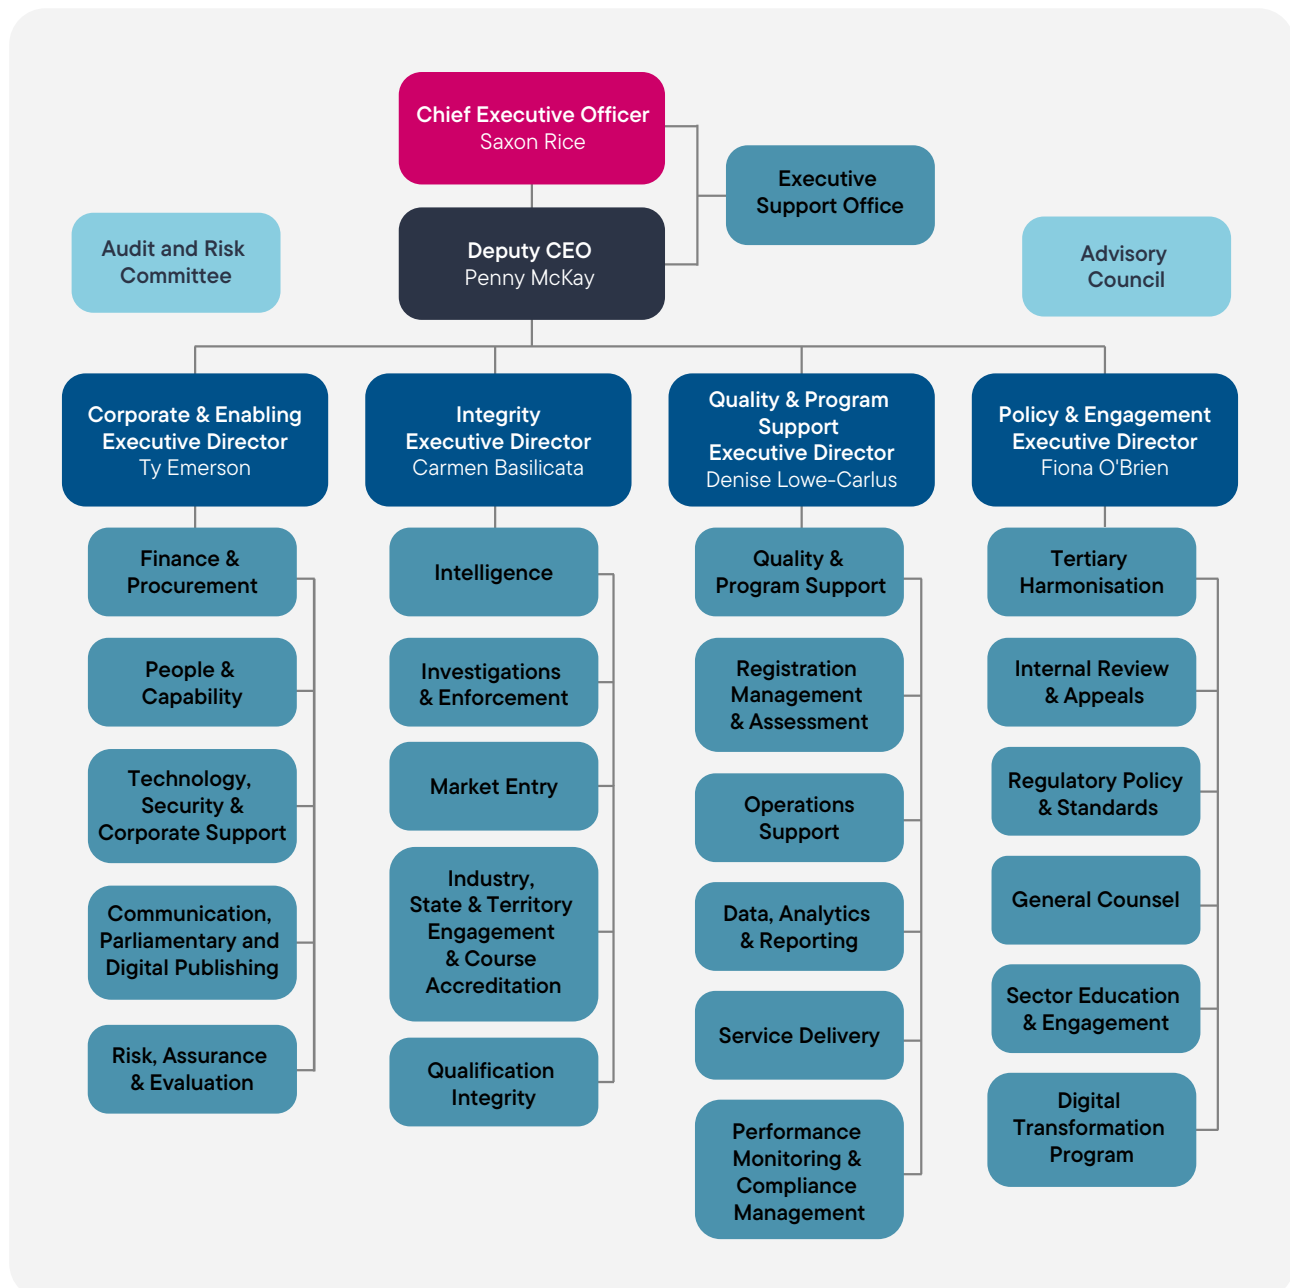 Chief Executive Officer
Saxon Rice
Executive
Support Office
Audit and Risk
Committee
Deputy CEO
Penny McKay
Advisory
Council
Corporate & Enabling
Executive Director
Ty Emerson
Integrity
Executive Director
Carmen Basilicata
Quality & Program
Support
Executive Director
Denise Lowe-Carlus
Policy & Engagement
Executive Director
Fiona O'Brien
Finance &
Procurement
People &
Capability
Technology,
Security &
Corporate Support
Communication,
Parliamentary and
Digital Publishing
Risk, Assurance
& Evaluation
Intelligence
Investigations
& Enforcement
Market Entry
Industry,
State & Territory
Engagement
& Course
Accreditation
Qualification
Integrity
Quality &
Program Support
Registration
Management
& Assessment
Operations
Support
Data, Analytics
& Reporting
Service Delivery
Performance
Monitoring &
Compliance
Management
Tertiary
Harmonisation
Internal Review
& Appeals
Regulatory Policy
& Standards
General Counsel
Sector Education
& Engagement
Digital
Transformation
Program